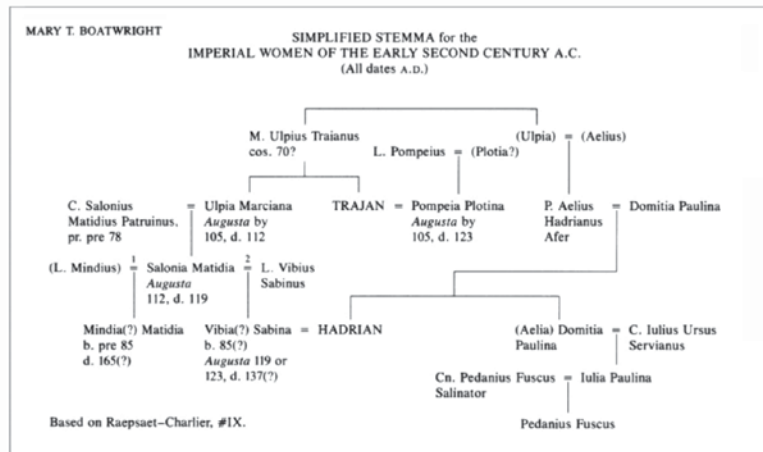 MARY T. BOATWRIGHT
SIMPLIFIED STEMMA for the
IMPERIAL WOMEN OF THE EARLY SECOND CENTURY A.C.
(All dates A.D.)
M. Ulpius Traianus
cos. 70?
L. Pompeius = (Plotia?)
(Ulpia) = (Aelius)
C. Salonius
Matidius Patruinus,
pr. pre 78
=
Ulpia Marciana
Augusta by
105, d. 112
TRAJAN
=
Pompeia Plotina
Augusta by
105, d. 123
P. Aelius
Hadrianus
Afer
=
Domitia Paulina
(L. Mindius)
1
=
Salonia Matidia
Augusta
112, d. 119
2
=
L. Vibius
Sabinus
Mindia(?) Matidia
b. pre 85
d. 165(?)
Vibia(?) Sabina
b. 85(?)
Augusta 119 or
123, d. 137(?)
=
HADRIAN
(Aelia) Domitia
Paulina
=
C. Iulius Ursus
Servianus
Cn. Pedanius Fuscus
Salinator
=
Iulia Paulina
Pedanius Fuscus
Based on Raepsaet–Charlier, #IX.